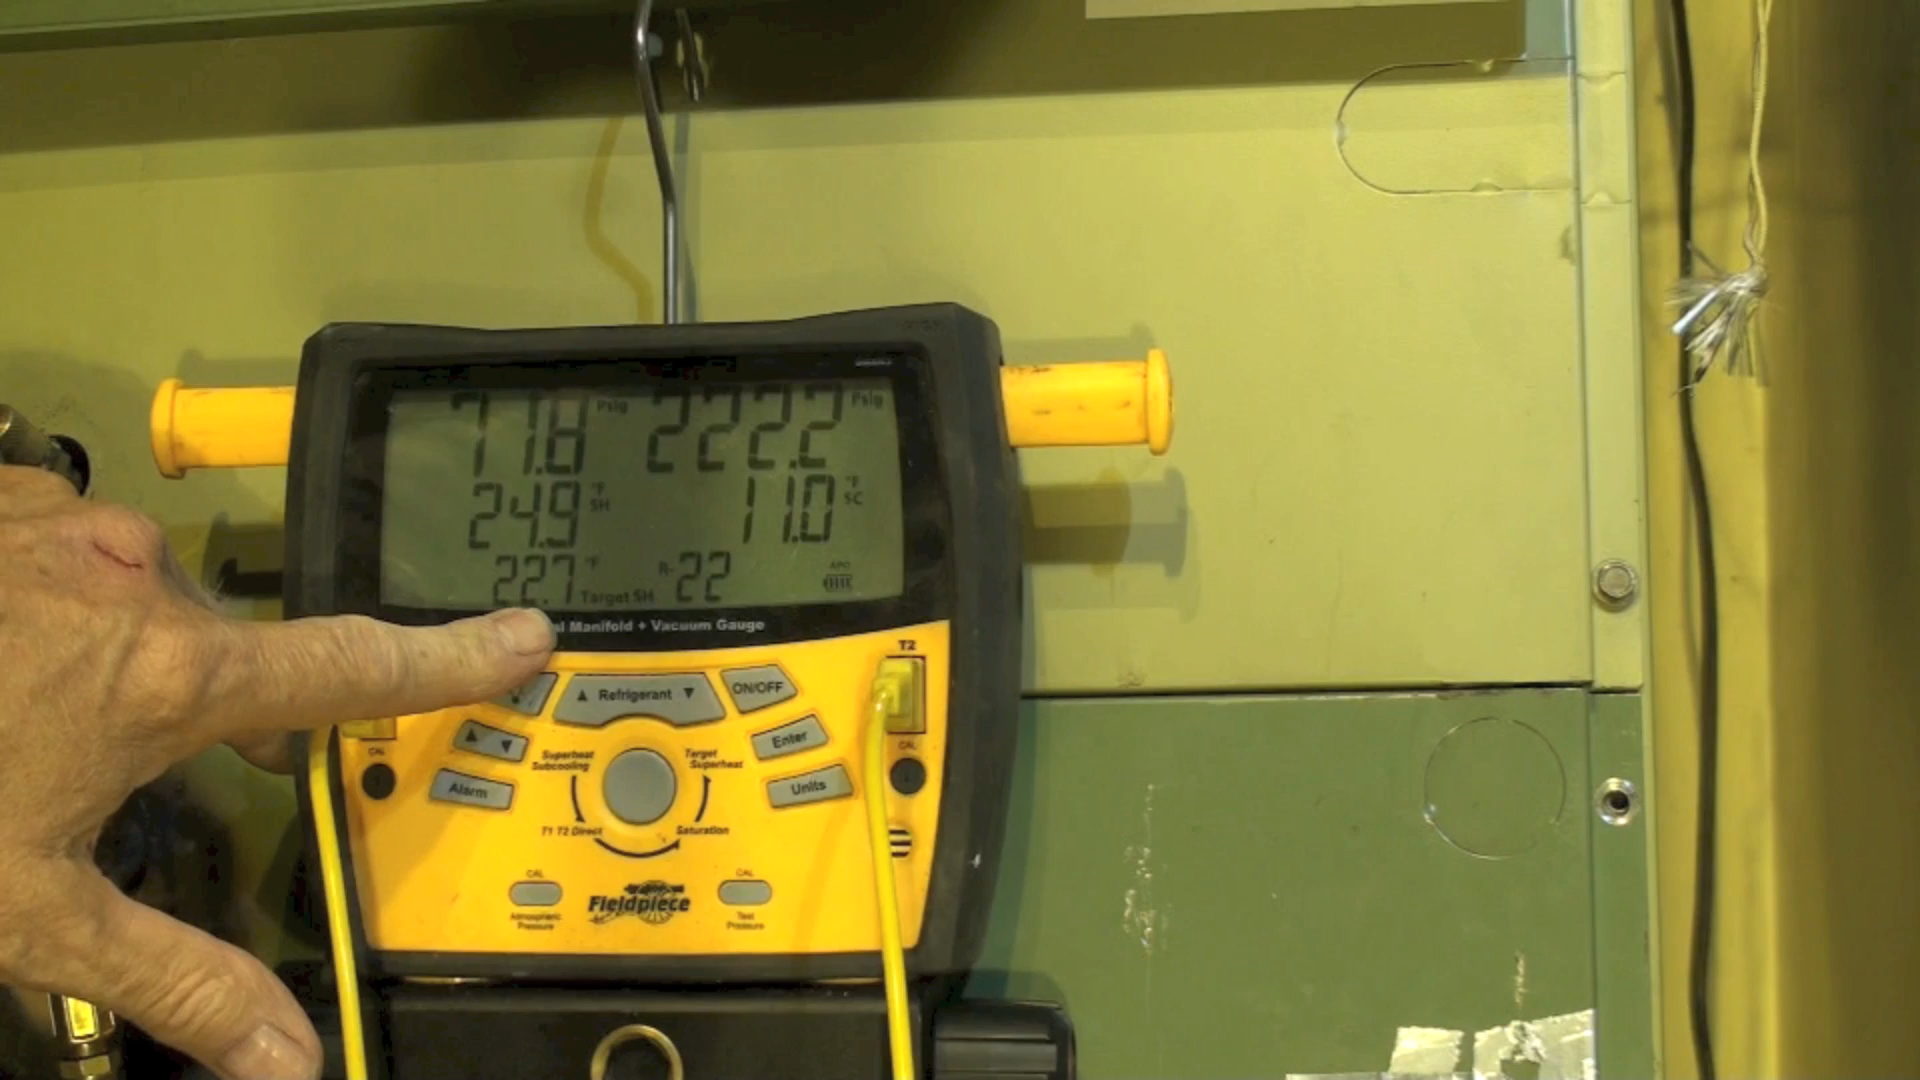 71.8 Psig 222.2 Psig
24.9 °F SH 11.0 °F SC
22.7 °F Target SH R-22 APO
Manifold + Vacuum Gauge
T2
▲ Refrigerant ▼
ON/OFF
▲ ▼
Enter
CAL
Superheat
Subcooling
Target
Superheat
CAL
Alarm
Units
T1 T2 Direct
Saturation
CAL
CAL
Fieldpiece
Atmospheric
Pressure
Test
Pressure